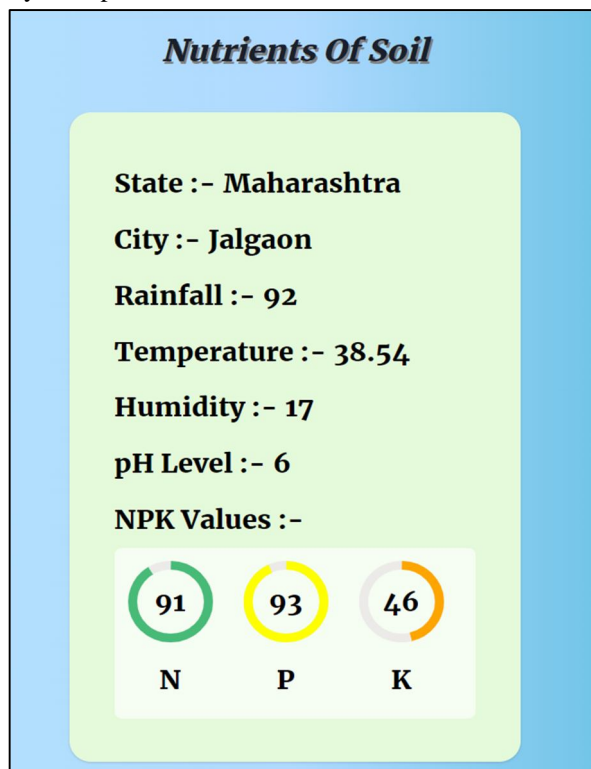 Nutrients Of Soil
State :- Maharashtra
City :- Jalgaon
Rainfall :- 92
Temperature :- 38.54
Humidity :- 17
pH Level :- 6
NPK Values :-
91 93 46
N P K